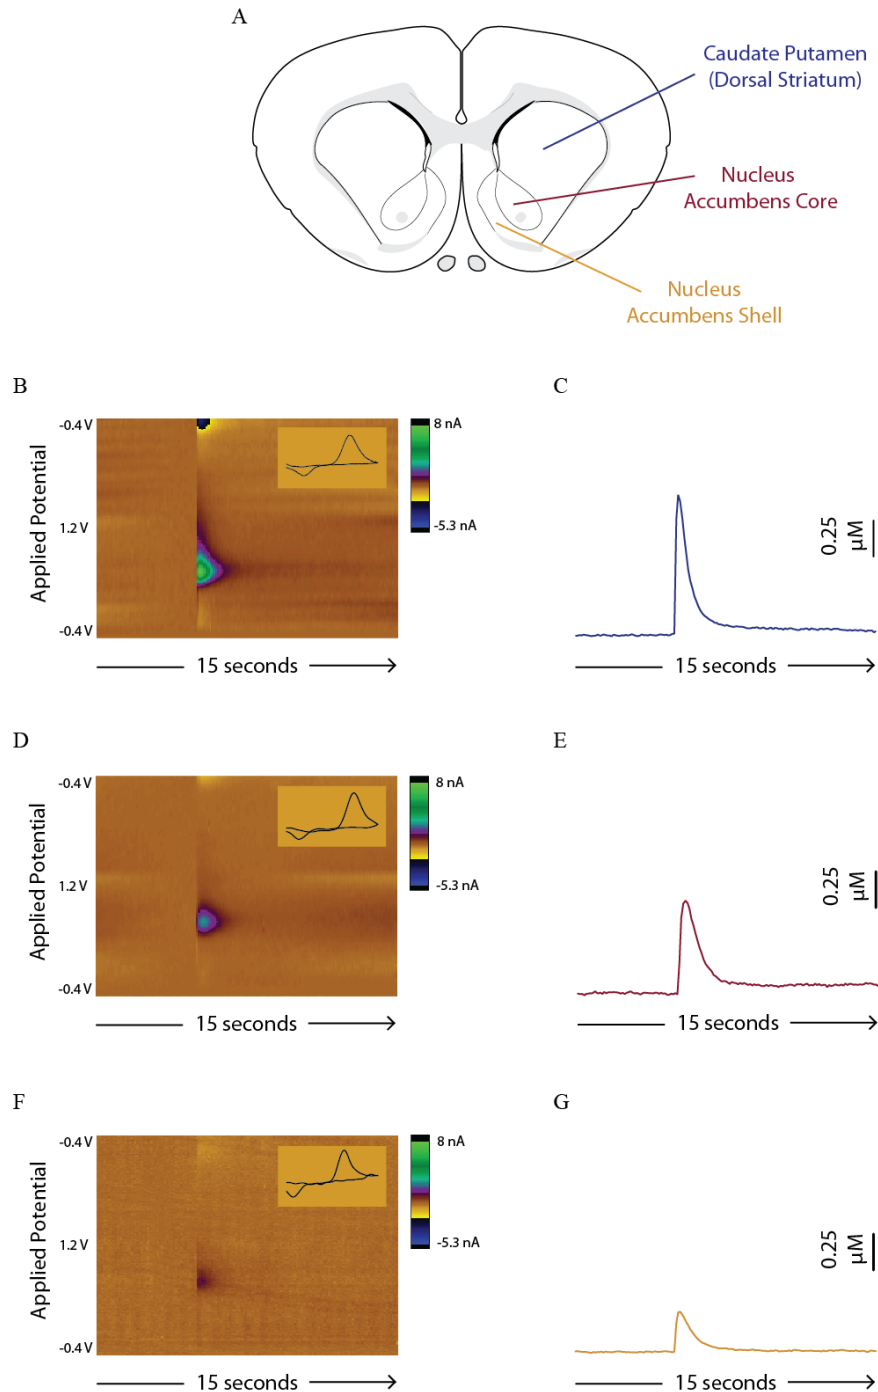 A
Caudate Putamen
(Dorsal Striatum)
Nucleus
Accumbens Core
Nucleus
Accumbens Shell
B
-0.4 V
1.2 V
-0.4 V
Applied Potential
8 nA
-5.3 nA
15 seconds
C
0.25
µM
15 seconds
D
-0.4 V
1.2 V
-0.4 V
Applied Potential
8 nA
-5.3 nA
15 seconds
E
0.25
µM
15 seconds
F
-0.4 V
1.2 V
-0.4 V
Applied Potential
8 nA
-5.3 nA
15 seconds
G
0.25
µM
15 seconds